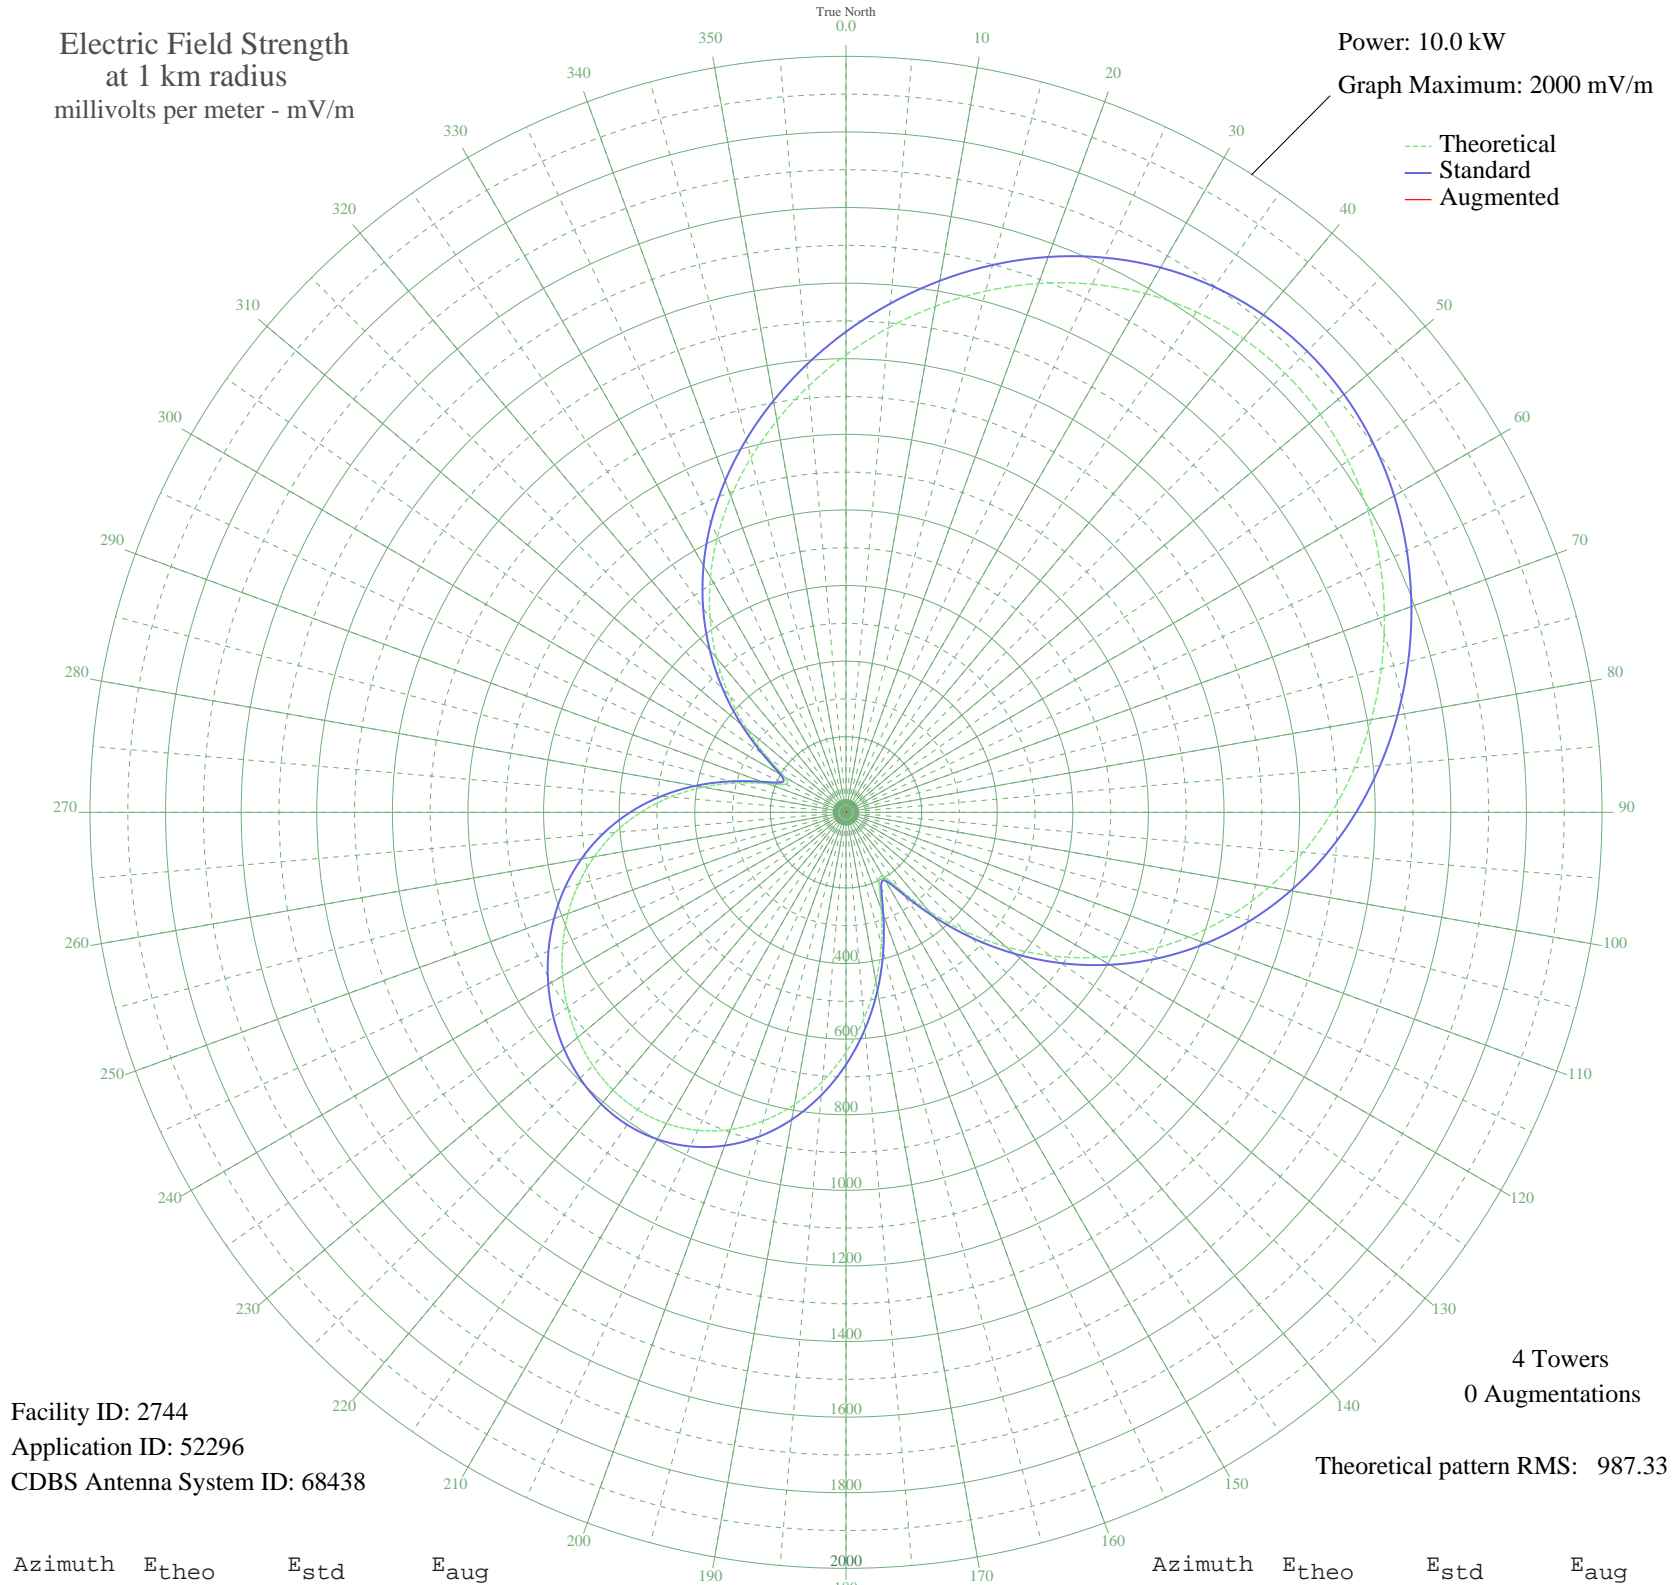 True North
0.0
Electric Field Strength
at 1 km radius
millivolts per meter - mV/m
Power: 10.0 kW
Graph Maximum: 2000 mV/m
Theoretical
Standard
Augmented
10
20
30
40
50
60
70
80
90
100
110
120
130
140
150
160
170
190
200
210
220
230
240
250
260
270
280
290
300
310
320
330
340
350
400
600
800
1000
1200
1400
1600
1800
2000
4 Towers
0 Augmentations
Theoretical pattern RMS: 987.33
Facility ID: 2744
Application ID: 52296
CDBS Antenna System ID: 68438
Azimuth Etheo Estd Eaug
Azimuth Etheo Estd Eaug